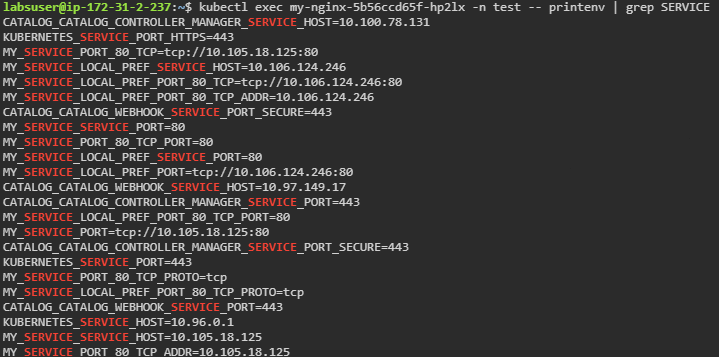 labsuser@ip-172-31-2-237:~$ kubectl exec my-nginx-5b56ccd65f-hp2lx -n test -- printenv | grep SERVICE
CATALOG_CATALOG_CONTROLLER_MANAGER_SERVICE_HOST=10.100.78.131
KUBERNETES_SERVICE_PORT_HTTPS=443
MY_SERVICE_PORT_80_TCP=tcp://10.105.18.125:80
MY_SERVICE_LOCAL_PREF_SERVICE_HOST=10.106.124.246
MY_SERVICE_LOCAL_PREF_PORT_80_TCP=tcp://10.106.124.246:80
MY_SERVICE_LOCAL_PREF_PORT_80_TCP_ADDR=10.106.124.246
CATALOG_CATALOG_WEBHOOK_SERVICE_PORT_SECURE=443
MY_SERVICE_SERVICE_PORT=80
MY_SERVICE_PORT_80_TCP_PORT=80
MY_SERVICE_LOCAL_PREF_SERVICE_PORT=80
MY_SERVICE_LOCAL_PREF_PORT=tcp://10.106.124.246:80
CATALOG_CATALOG_WEBHOOK_SERVICE_HOST=10.97.149.17
CATALOG_CATALOG_CONTROLLER_MANAGER_SERVICE_PORT=443
MY_SERVICE_LOCAL_PREF_PORT_80_TCP_PORT=80
MY_SERVICE_PORT=tcp://10.105.18.125:80
CATALOG_CATALOG_CONTROLLER_MANAGER_SERVICE_PORT_SECURE=443
KUBERNETES_SERVICE_PORT=443
MY_SERVICE_PORT_80_TCP_PROTO=tcp
MY_SERVICE_LOCAL_PREF_PORT_80_TCP_PROTO=tcp
CATALOG_CATALOG_WEBHOOK_SERVICE_PORT=443
KUBERNETES_SERVICE_HOST=10.96.0.1
MY_SERVICE_SERVICE_HOST=10.105.18.125
MY_SERVICE_PORT_80_TCP_ADDR=10.105.18.125